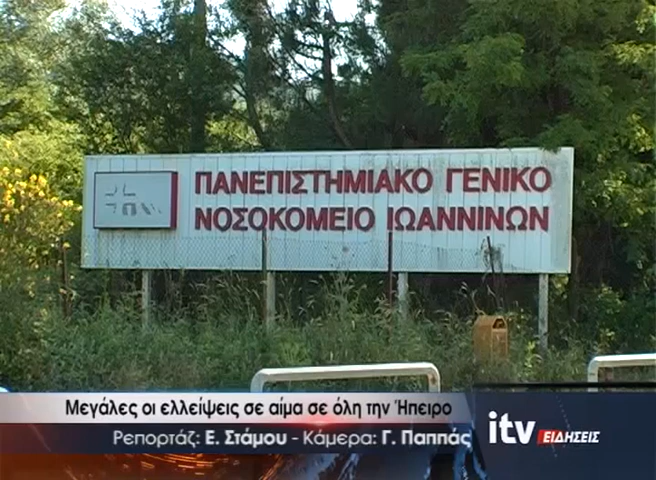 ΠΑΝΕΠΙΣΤΗΜΙΑΚΟ ΓΕΝΙΚΟ
ΝΟΣΟΚΟΜΕΙΟ ΙΩΑΝΝΙΝΩΝ
Μεγάλες οι ελλείψεις σε αίμα σε όλη την Ήπειρο
Ρεπορτάζ: Ε. Στάμου - Κάμερα: Γ. Παππάς
itv ΕΙΔΗΣΕΙΣ